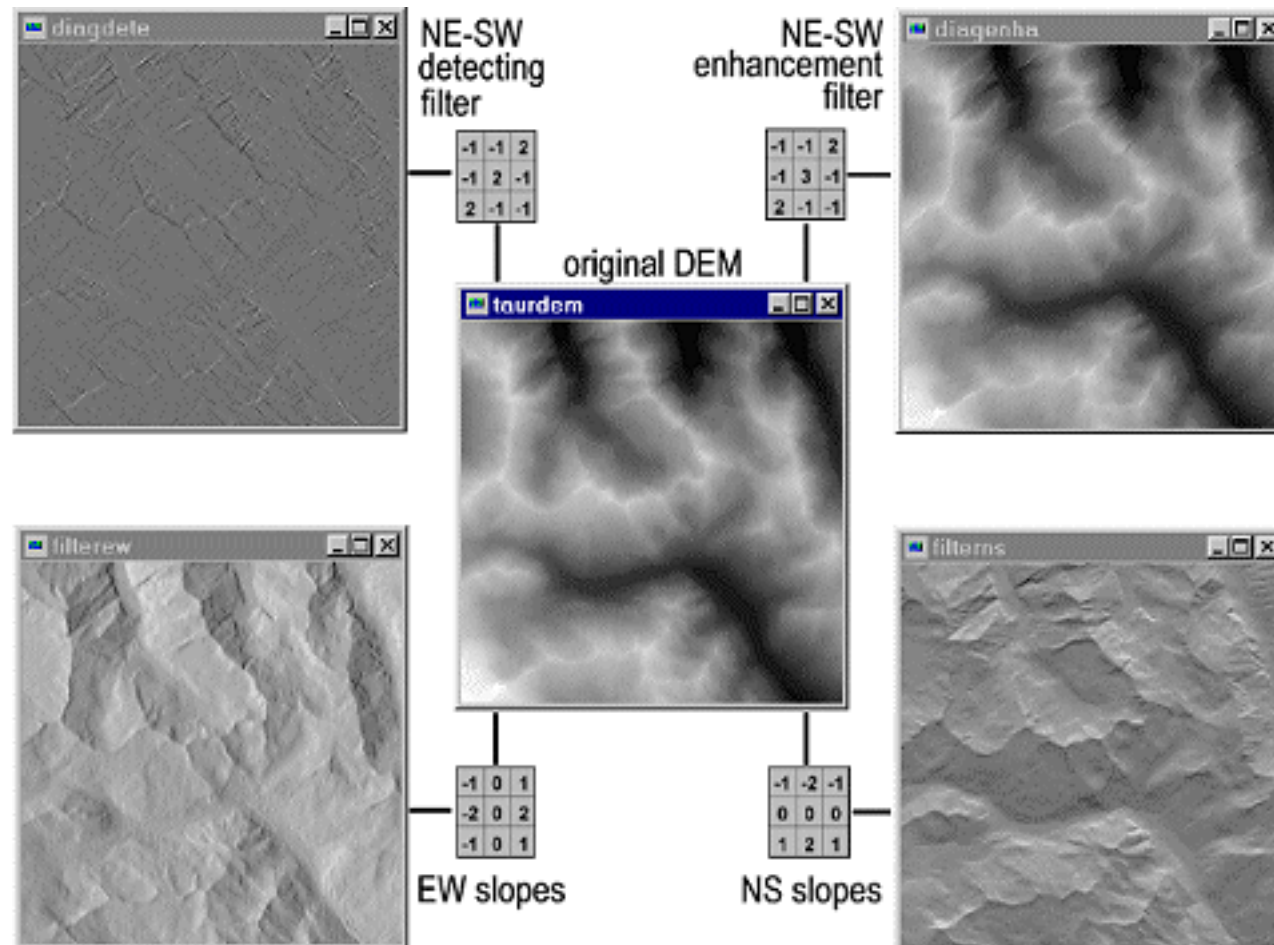 diagdete
NE-SW
detecting
filter
-1 -1 2
-1 2 -1
2 -1 -1
NE-SW
enhancement
filter
-1 -1 2
-1 3 -1
2 -1 -1
diagenha
original DEM
taurdem
filterew
-1 0 1
-2 0 2
-1 0 1
EW slopes
-1 -2 -1
0 0 0
1 2 1
NS slopes
filterns